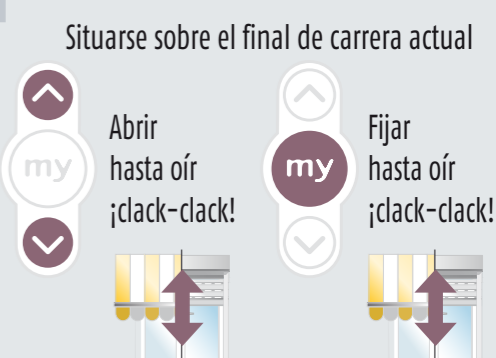 Situarse sobre el final de carrera actual
my
Abrir
hasta oír
¡clack-clack!
my
Fijar
hasta oír
¡clack-clack!